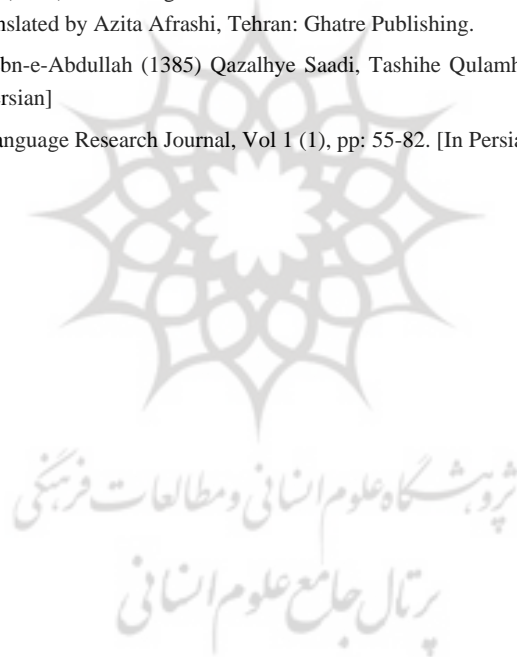 nslated by Azita Afrashi, Tehran: Ghatre Publishing.
bn-e-Abdullah (1385) Qazalhye Saadi, Tashihe Qulamh
rsian]
anguage Research Journal, Vol 1 (1), pp: 55-82. [In Persia
پژوهشگاه علوم انسانی و مطالعات فرهنگی
پرتال جامع علوم انسانی